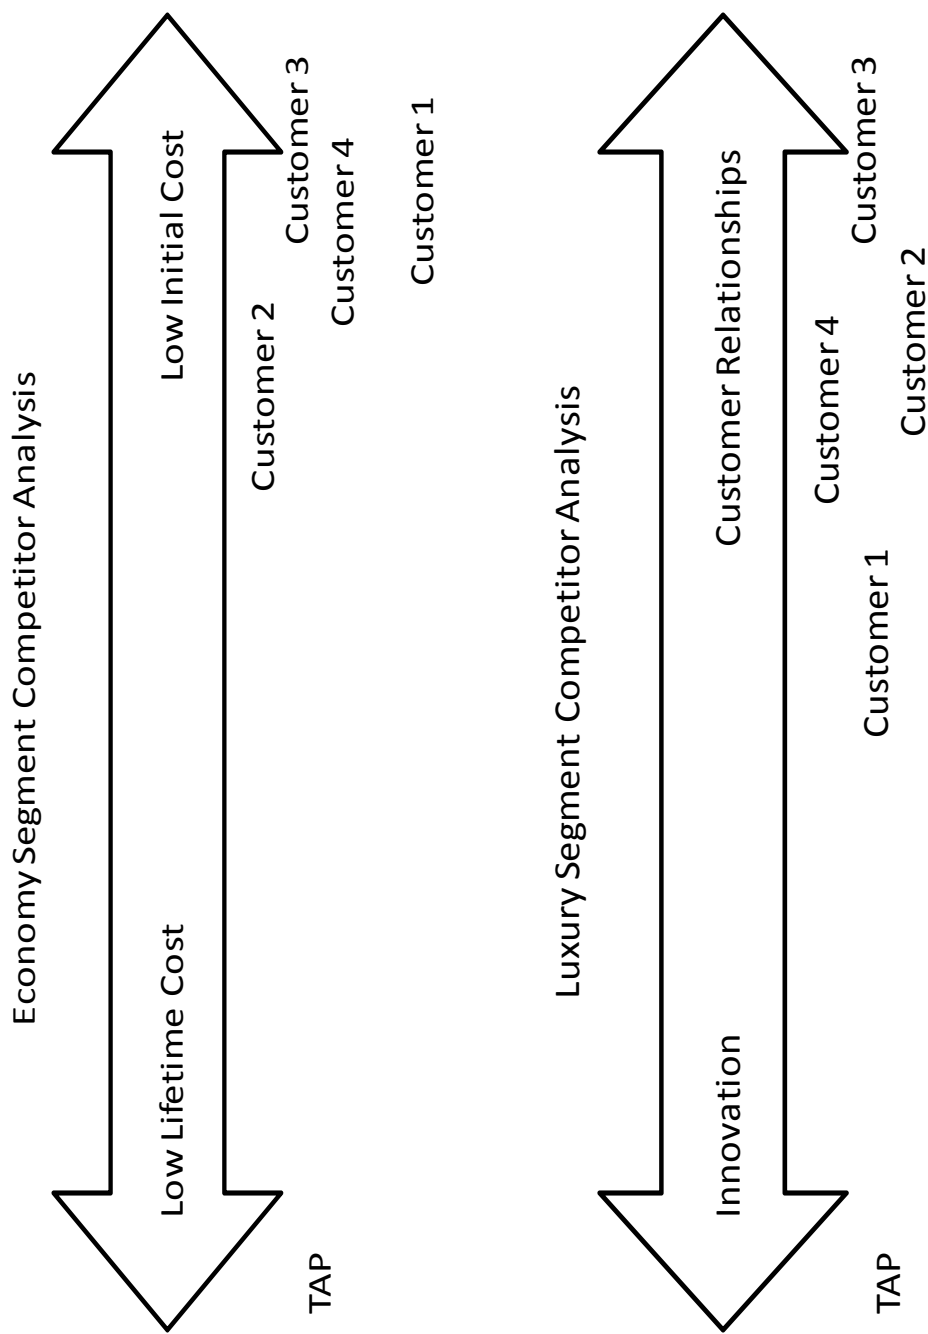 Economy Segment Competitor Analysis
Low Lifetime Cost
Low Initial Cost
TAP
Customer 2
Customer 3
Customer 4
Customer 1
Luxury Segment Competitor Analysis
Innovation
Customer Relationships
TAP
Customer 4
Customer 3
Customer 1
Customer 2